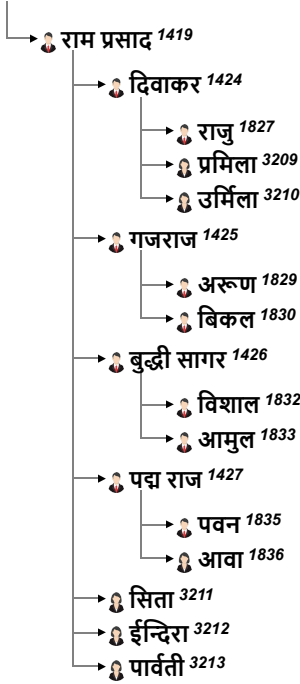 राम प्रसाद 1419
दिवाकर 1424
राजु 1827
प्रमिला 3209
उर्मिला 3210
गजराज 1425
अरूण 1829
बिकल 1830
बुद्धी सागर 1426
विशाल 1832
आमुल 1833
पद्म राज 1427
पवन 1835
आवा 1836
सिता 3211
ईन्दिरा 3212
पार्वती 3213